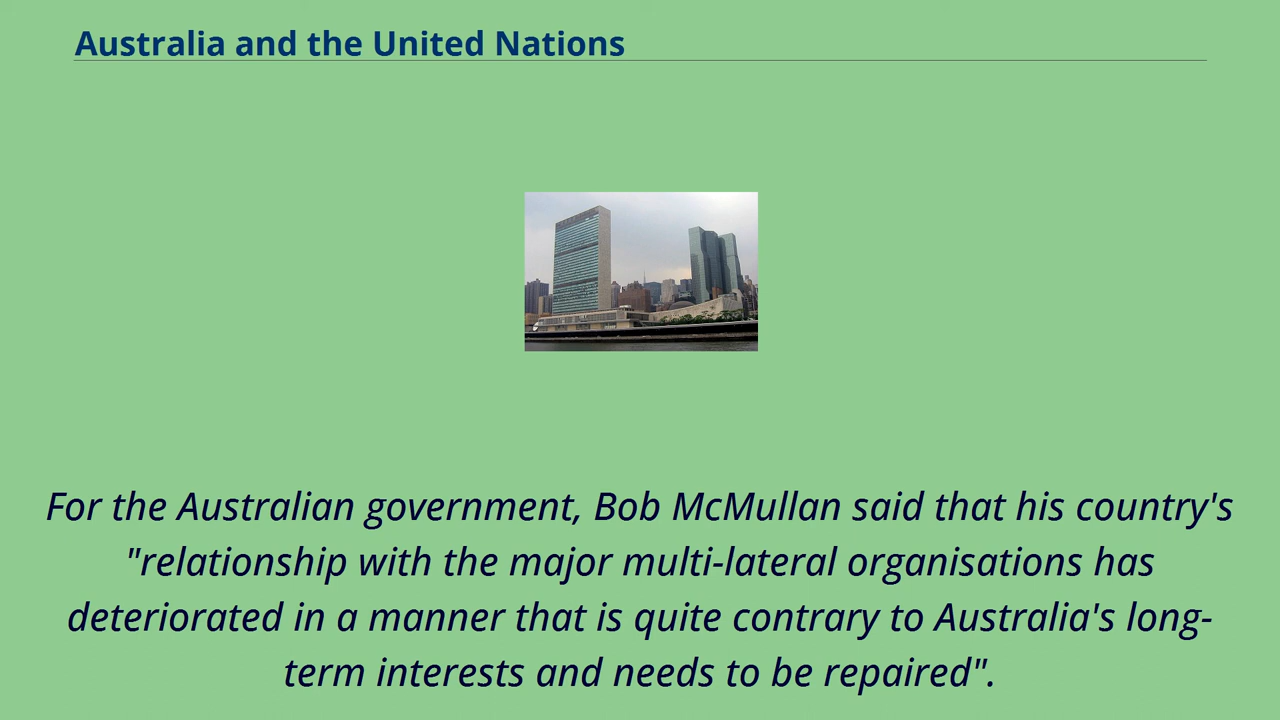 Australia and the United Nations
For the Australian government, Bob McMullan said that his country's
"relationship with the major multi-lateral organisations has
deteriorated in a manner that is quite contrary to Australia's long-
term interests and needs to be repaired".